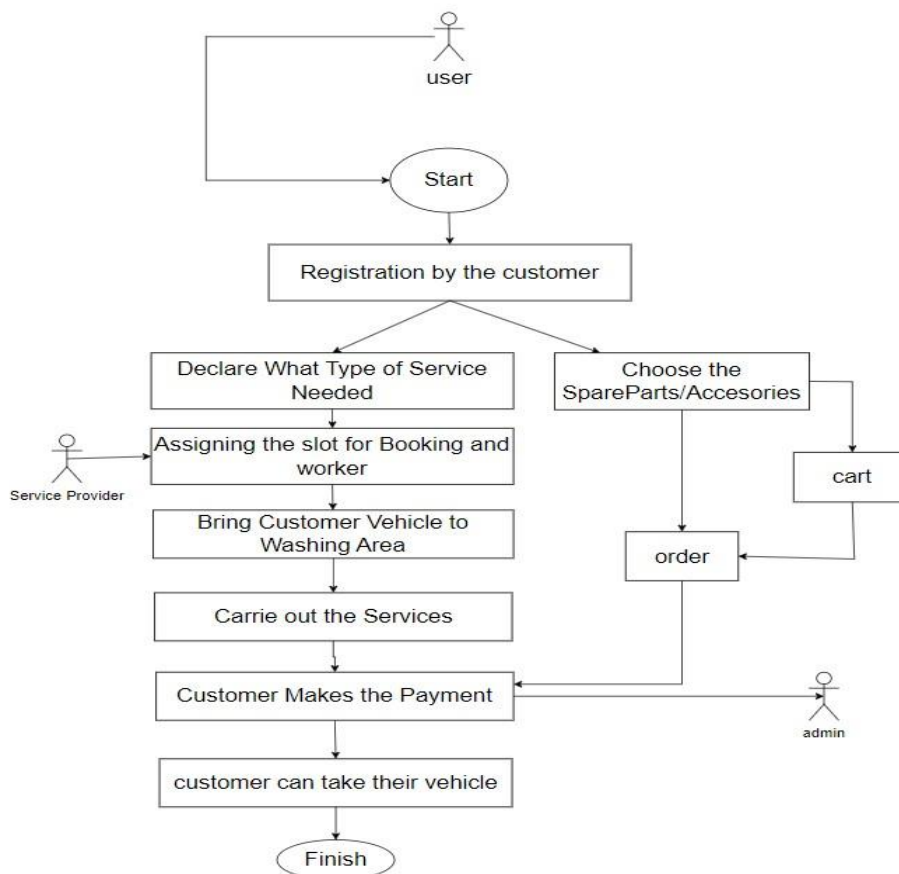 user
Start
Registration by the customer
Declare What Type of Service
Needed
Choose the
SpareParts/Accesories
Assigning the slot for Booking and
worker
Service Provider
cart
Bring Customer Vehicle to
Washing Area
order
Carrie out the Services
Customer Makes the Payment
admin
customer can take their vehicle
Finish